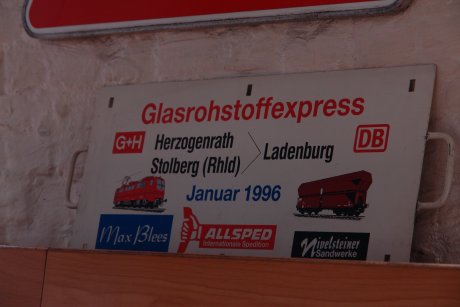 Glasrohstoffexpress
G+H Herzogenrath DB
Stolberg (Rhld) Ladenburg
Januar 1996
Max Blees
ALLSPED
Internationale Spedition
Nivelsteiner
Sandwerke